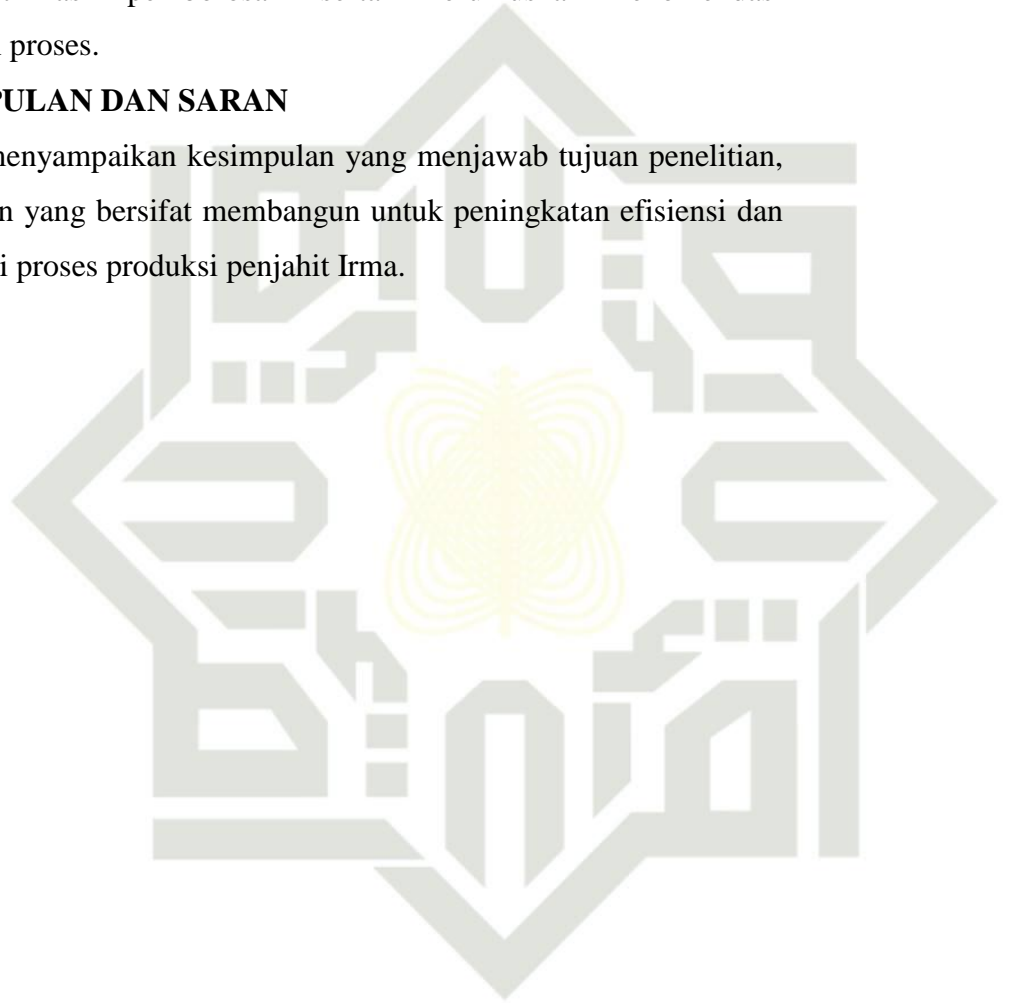 proses.
DAN SARAN
menyampaikan kesimpulan yang menjawab tujuan penelitian,
yang bersifat membangun untuk peningkatan efisiensi dan
proses produksi penjahit Irma.